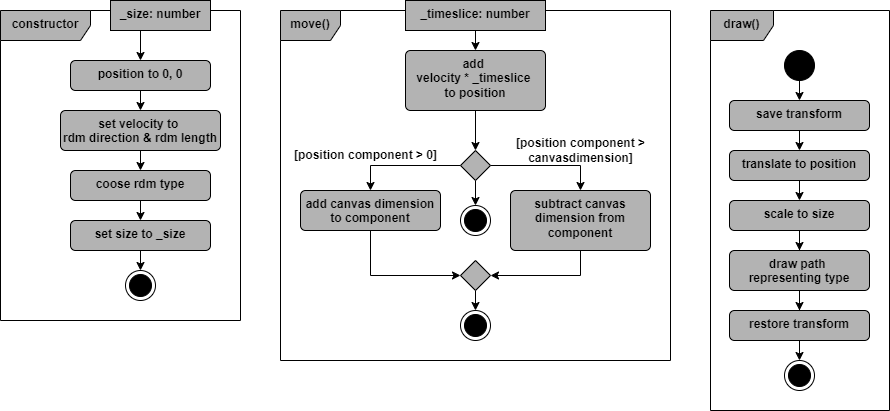 constructor
_size: number
position to 0, 0
set velocity to
rdm direction & rdm length
coose rdm type
set size to _size
move()
_timeslice: number
add
velocity * _timeslice
to position
[position component > 0]
[position component >
canvasdimension]
add canvas dimension
to component
subtract canvas
dimension from
component
draw()
save transform
translate to position
scale to size
draw path
representing type
restore transform